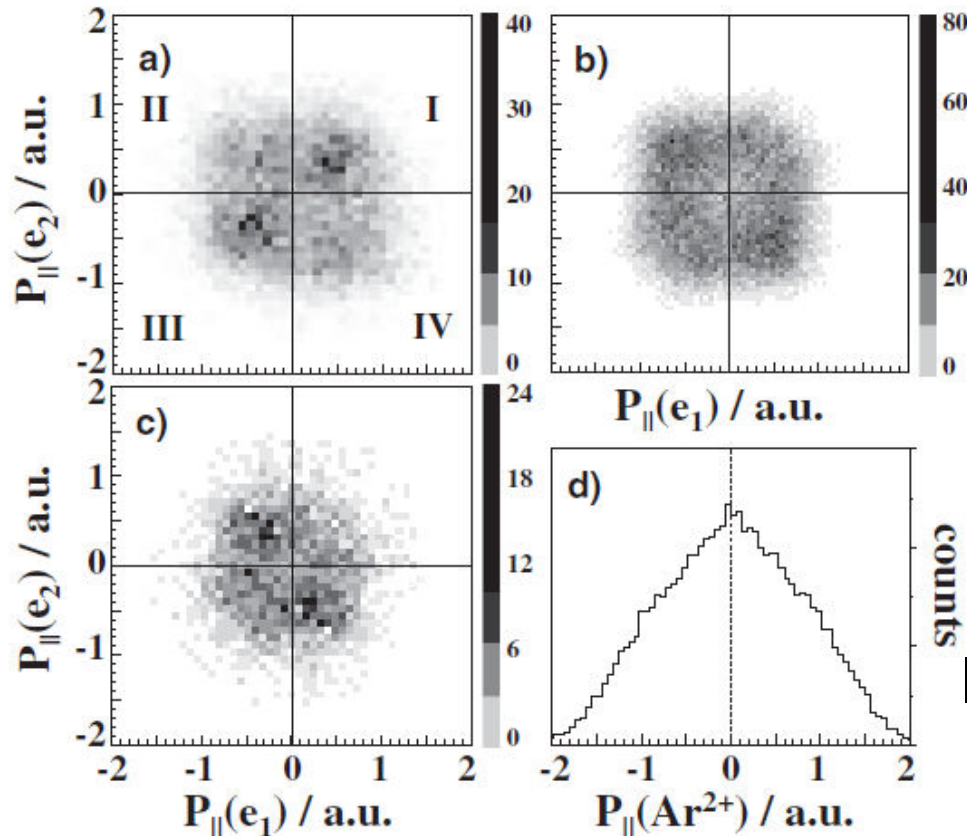 a)
II
I
III
IV
2
1
0
-1
-2
P||(e₂) / a.u.
40
30
20
10
0
b)
80
60
40
20
0
P||(e₁) / a.u.
c)
2
1
0
-1
-2
P||(e₂) / a.u.
24
18
12
6
0
-2
-1
0
1
2
P||(e₁) / a.u.
d)
counts
-2
-1
0
1
2
P||(Ar²⁺) / a.u.